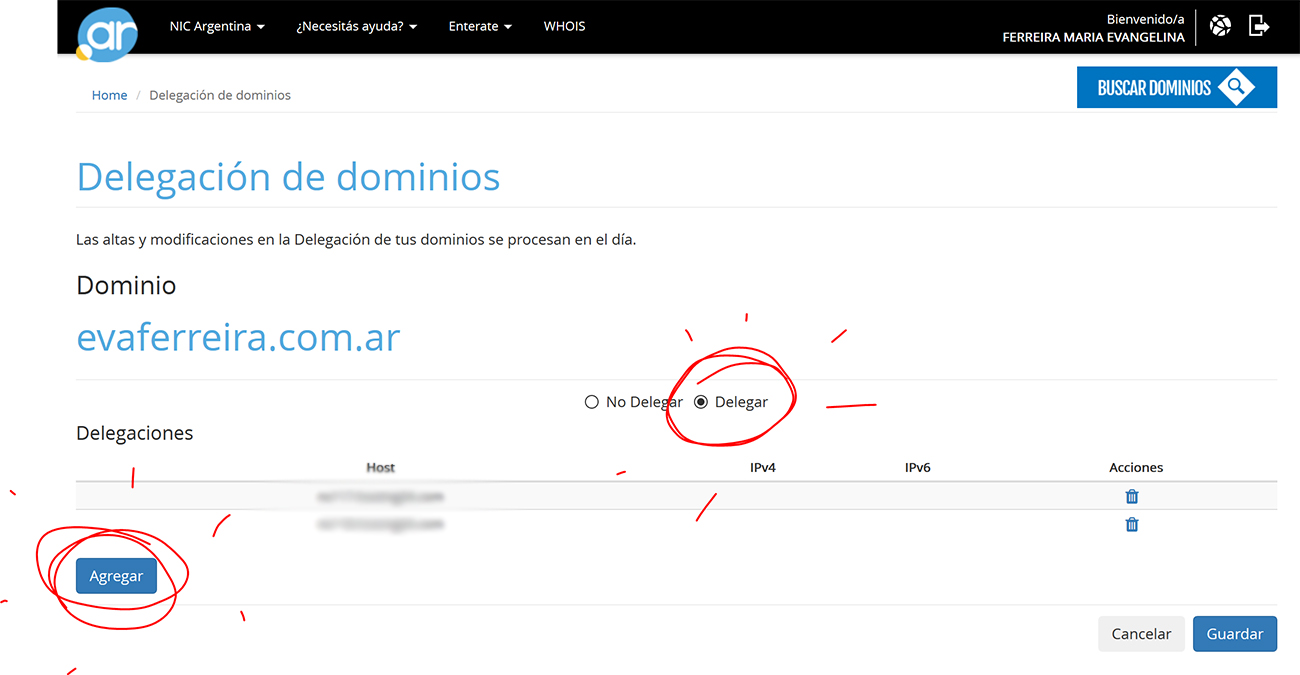 .ar
NIC Argentina
¿Necesitás ayuda?
Enterate
WHOIS
Bienvenido/a
FERREIRA MARIA EVANGELINA
Home / Delegación de dominios
BUSCAR DOMINIOS
Delegación de dominios
Las altas y modificaciones en la Delegación de tus dominios se procesan en el día.
Dominio
evaferreira.com.ar
No Delegar Delegar
Delegaciones
Host IPv4 IPv6 Acciones
Agregar
Cancelar Guardar